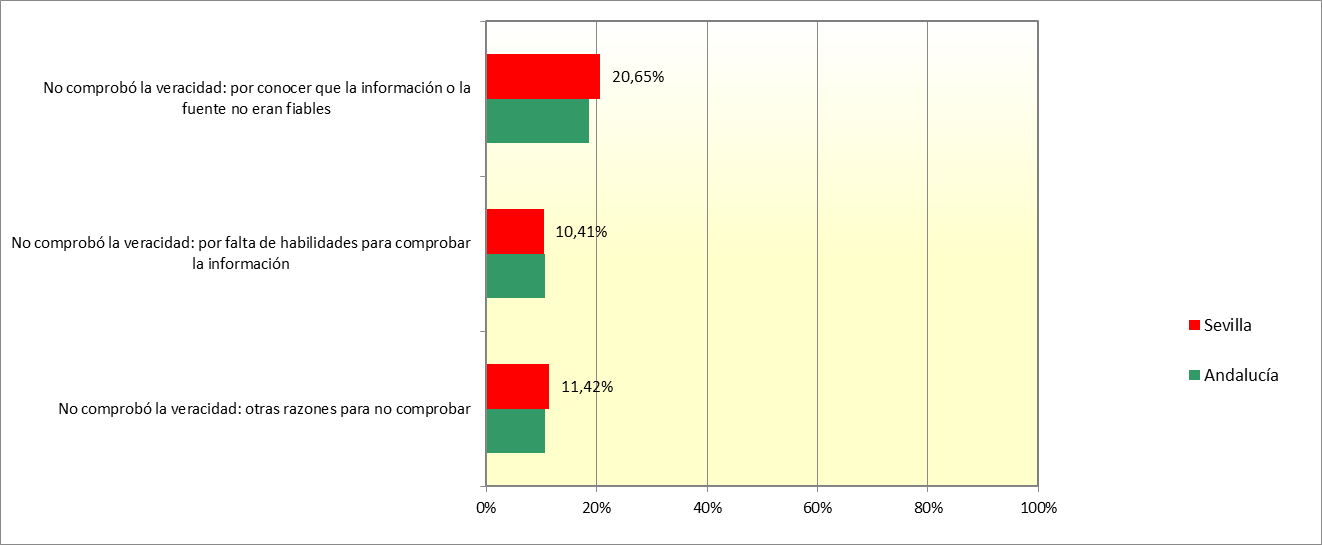 No comprobó la veracidad: por conocer que la información o la
fuente no eran fiables
20,65%
No comprobó la veracidad: por falta de habilidades para comprobar
la información
10,41%
No comprobó la veracidad: otras razones para no comprobar
11,42%
Sevilla
Andalucía
0%
20%
40%
60%
80%
100%